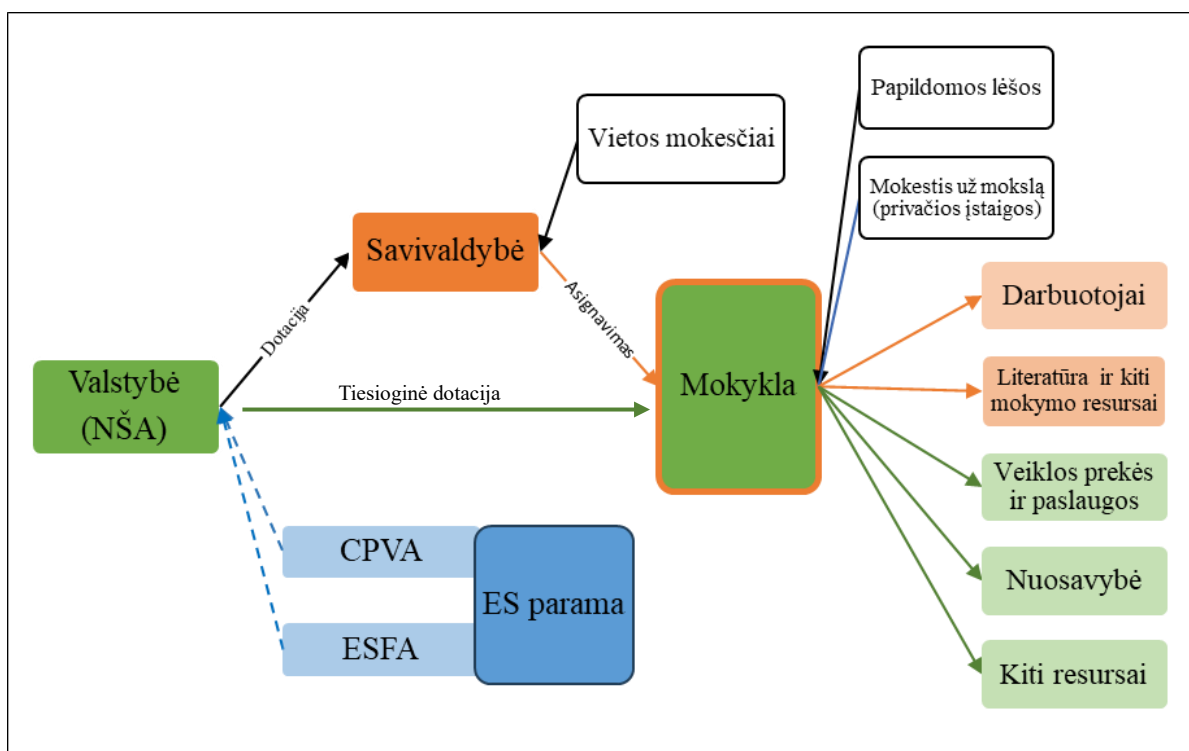 Papildomos lėšos
Vietos mokesčiai
Mokestis už mokslą
(privačios įstaigos)
Savivaldybė
Dotacija
Asignavimas
Darbuotojai
Valstybė
(NŠA)
Tiesioginė dotacija
Mokykla
Literatūra ir kiti
mokymo resursai
Veiklos prekės
ir paslaugos
CPVA
ES parama
ESFA
Nuosavybė
Kiti resursai